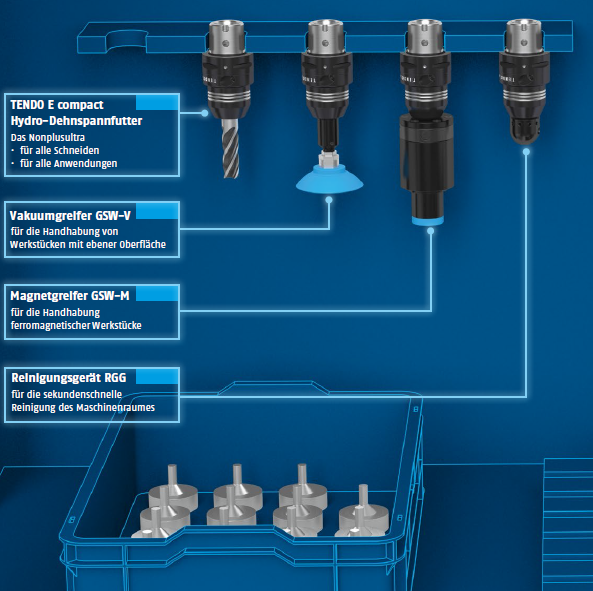 TENDO E compact
Hydro-Dehnspannfutter
Das Nonplusultra
· für alle Schneiden
· für alle Anwendungen
Vakuumgreifer GSW-V
für die Handhabung von
Werkstücken mit ebener Oberfläche
Magnetgreifer GSW-M
für die Handhabung
ferromagnetischer Werkstücke
Reinigungsgerät RGG
für die sekundenschnelle
Reinigung des Maschinenraumes